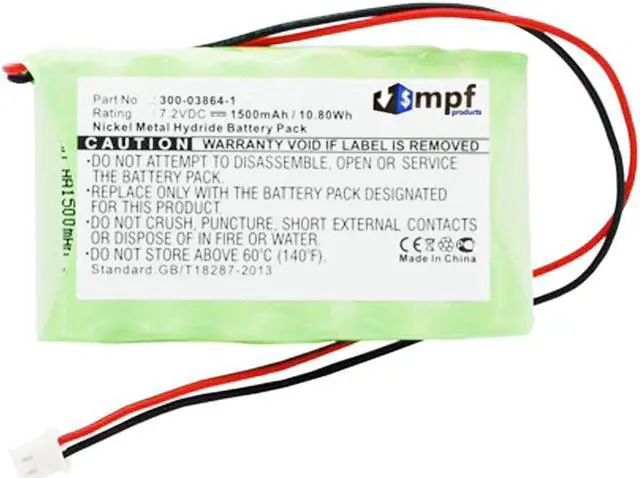 Part No. : 300-03864-1
Rating : 7.2VDC 1500mAh / 10.80Wh
Nickel Metal Hydride Battery Pack
mpf
products
CAUTION WARRANTY VOID IF LABEL IS REMOVED
•DO NOT ATTEMPT TO DISASSEMBLE, OPEN OR SERVICE
THE BATTERY PACK.
•REPLACE ONLY WITH THE BATTERY PACK DESIGNATED
FOR THIS PRODUCT.
•DO NOT CRUSH, PUNCTURE, SHORT EXTERNAL CONTACTS
OR DISPOSE OF IN FIRE OR WATER.
•DO NOT STORE ABOVE 60°C (140°F).
Standard:GB/T18287-2013
CE
Made In China
1500mAH